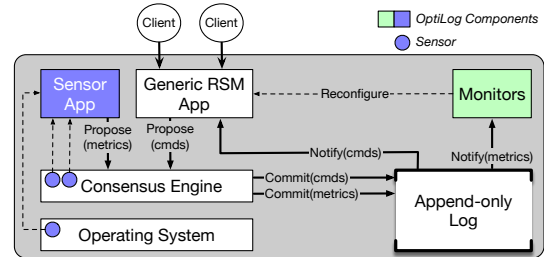 Client
Client
OptiLog Components
Sensor
Sensor
App
Generic RSM
App
Reconfigure
Monitors
Propose
(metrics)
Propose
(cmds)
Notify(cmds)
Notify(metrics)
Consensus Engine
Commit(cmds)
Commit(metrics)
Append-only
Log
Operating System